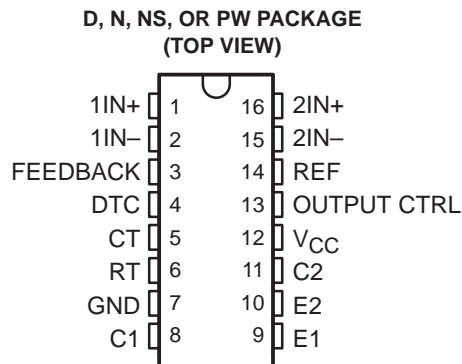 D, N, NS, OR PW PACKAGE
(TOP VIEW)
1IN+ 1 16 2IN+
1IN– 2 15 2IN–
FEEDBACK 3 14 REF
DTC 4 13 OUTPUT CTRL
CT 5 12 VCC
RT 6 11 C2
GND 7 10 E2
C1 8 9 E1